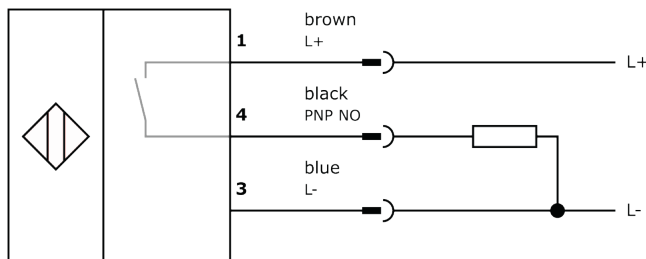 brown
1 L+ L+
black
4 PNP NO
blue
3 L- L-